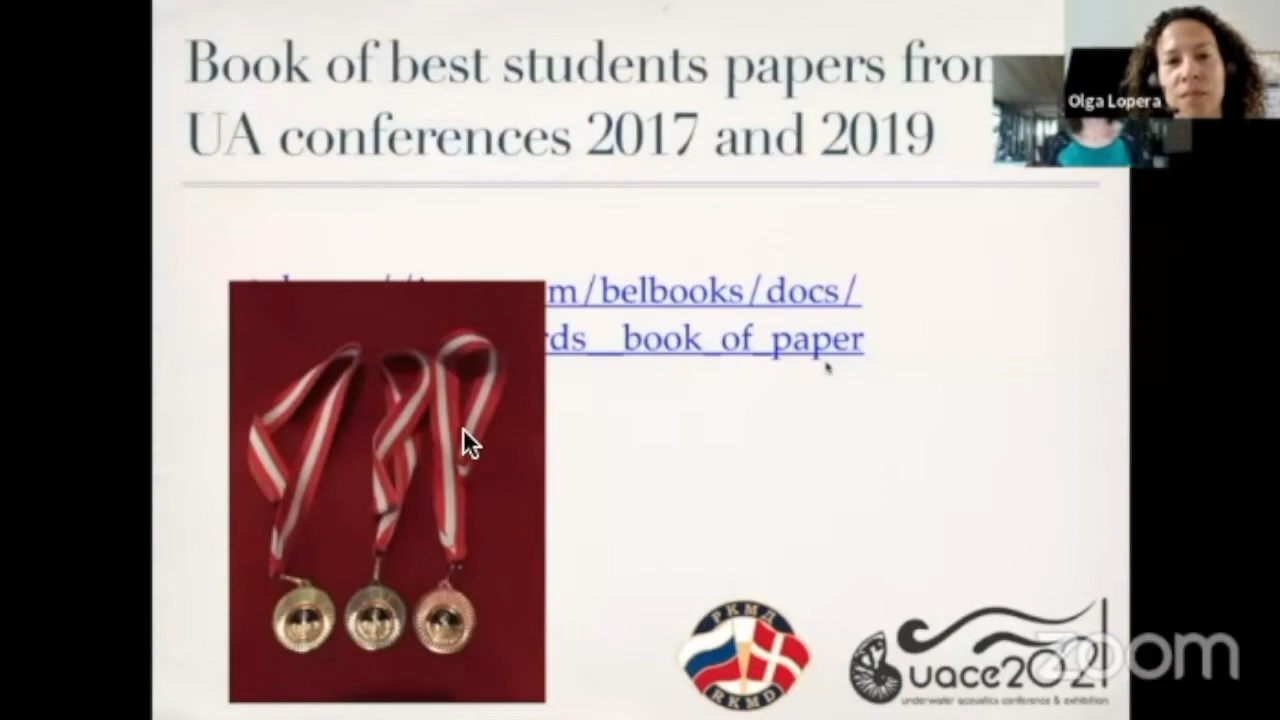 Book of best students papers from
UA conferences 2017 and 2019
Olga Lopera
m/belbooks/docs/
rds__book_of_paper
РКМД
RKMD
uace2021
underwater acoustics conference & exhibition
zoom